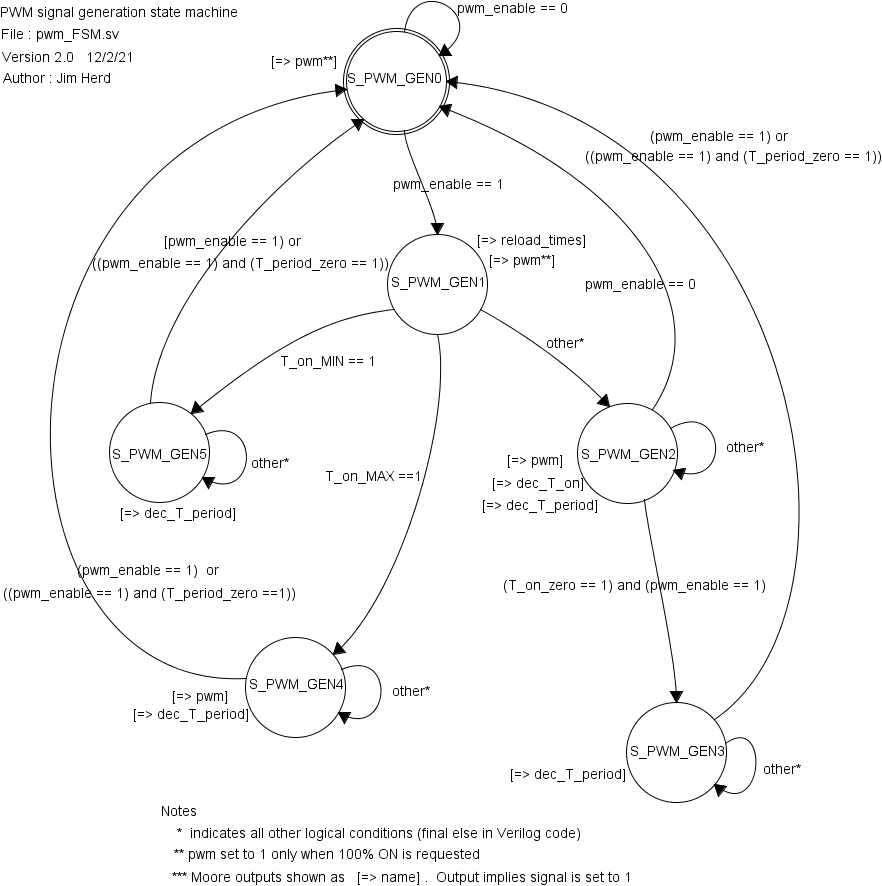 PWM signal generation state machine
File : pwm_FSM.sv
Version 2.0 12/2/21
Author : Jim Herd
pwm_enable == 0
[=> pwm**]
S_PWM_GEN0
(pwm_enable == 1) or
((pwm_enable == 1) and (T_period_zero == 1))
pwm_enable == 1
[=> reload_times]
[=> pwm**]
S_PWM_GEN1
[pwm_enable == 1) or
((pwm_enable == 1) and (T_period_zero == 1))
pwm_enable == 0
other*
T_on_MIN == 1
S_PWM_GEN5
other*
[=> dec_T_period]
T_on_MAX ==1
S_PWM_GEN2
other*
[=> pwm]
[=> dec_T_on]
[=> dec_T_period]
(pwm_enable == 1) or
((pwm_enable == 1) and (T_period_zero ==1))
(T_on_zero == 1) and (pwm_enable == 1)
S_PWM_GEN4
other*
[=> pwm]
[=> dec_T_period]
S_PWM_GEN3
other*
[=> dec_T_period]
Notes
* indicates all other logical conditions (final else in Verilog code)
** pwm set to 1 only when 100% ON is requested
*** Moore outputs shown as [=> name] . Output implies signal is set to 1